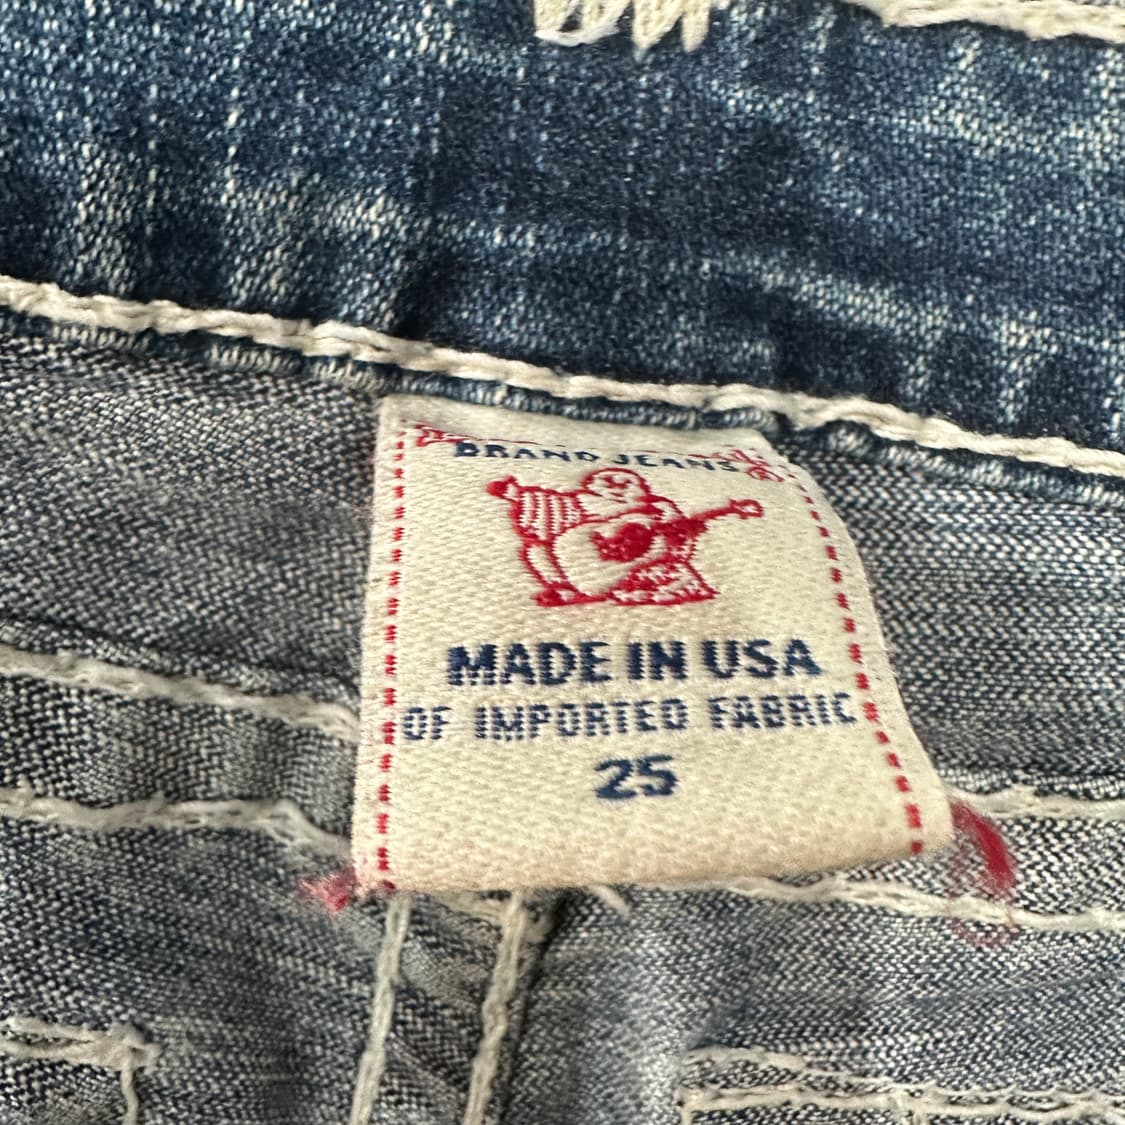 BRAND JEANS
MADE IN USA
OF IMPORTED FABRIC
25